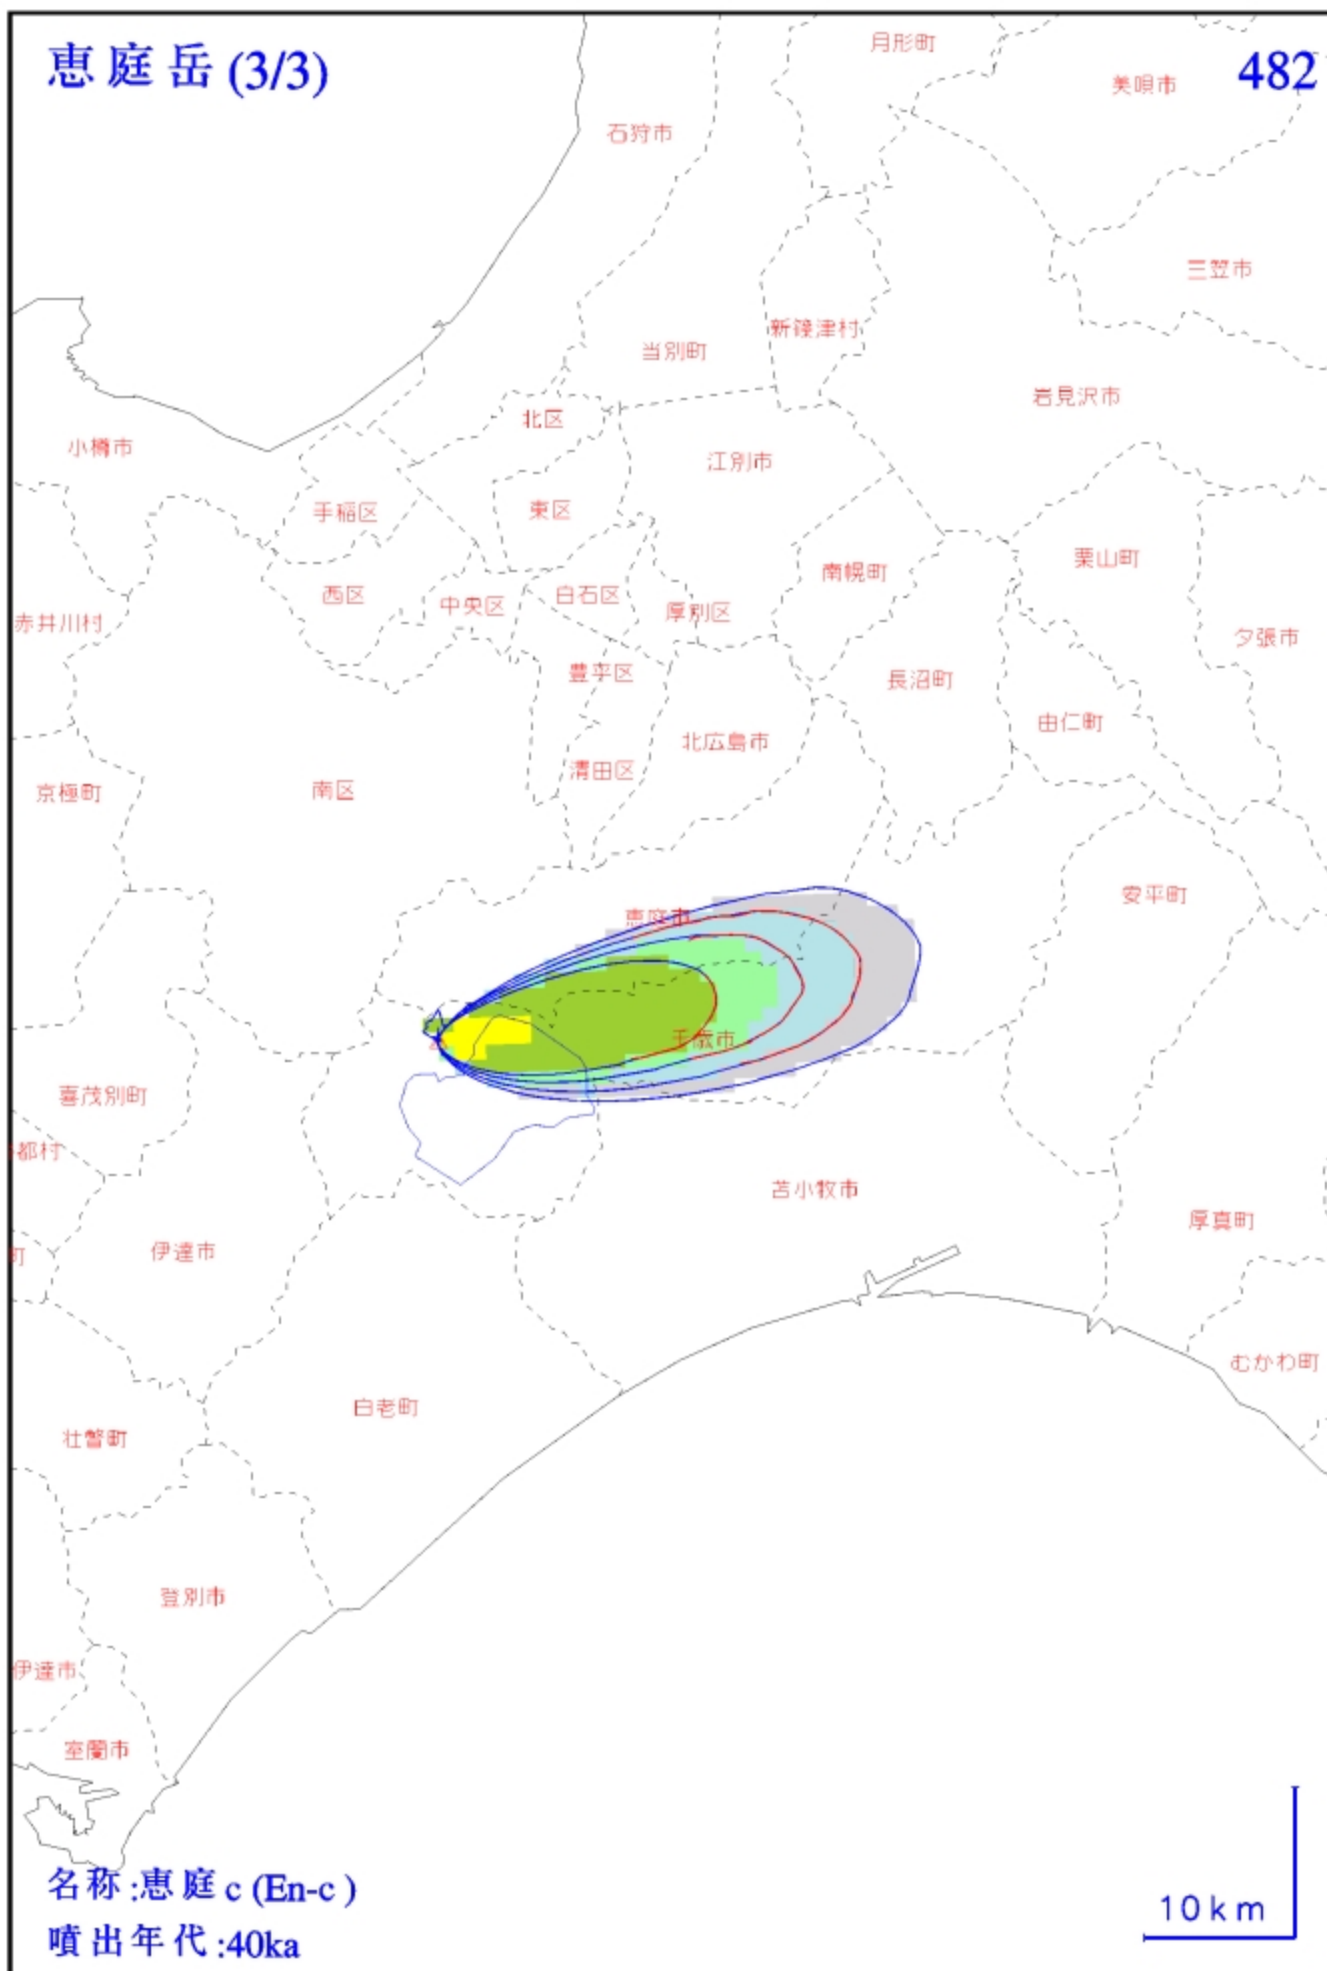 恵庭岳(3/3)
482
月形町
美唄市
石狩市
三笠市
新篠津村
当別町
岩見沢市
北区
小樽市
江別市
手稲区
東区
栗山町
南幌町
西区
中央区
白石区
厚別区
赤井川村
夕張市
豊平区
長沼町
由仁町
北広島市
清田区
京極町
南区
安平町
恵庭市
千歳市
喜茂別町
都村
苫小牧市
厚真町
伊達市
町
むかわ町
白老町
壮瞥町
登別市
伊達市
室蘭市
名称:恵庭c(En-c)
噴出年代:40ka
10km